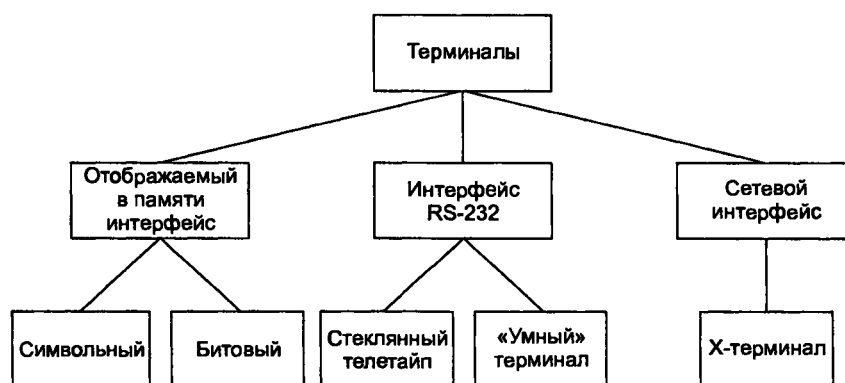 Терминалы
Отображаемый
в памяти
интерфейс
Интерфейс
RS-232
Сетевой
интерфейс
Символьный
Битовый
Стеклянный
телетайп
«Умный»
терминал
X-терминал